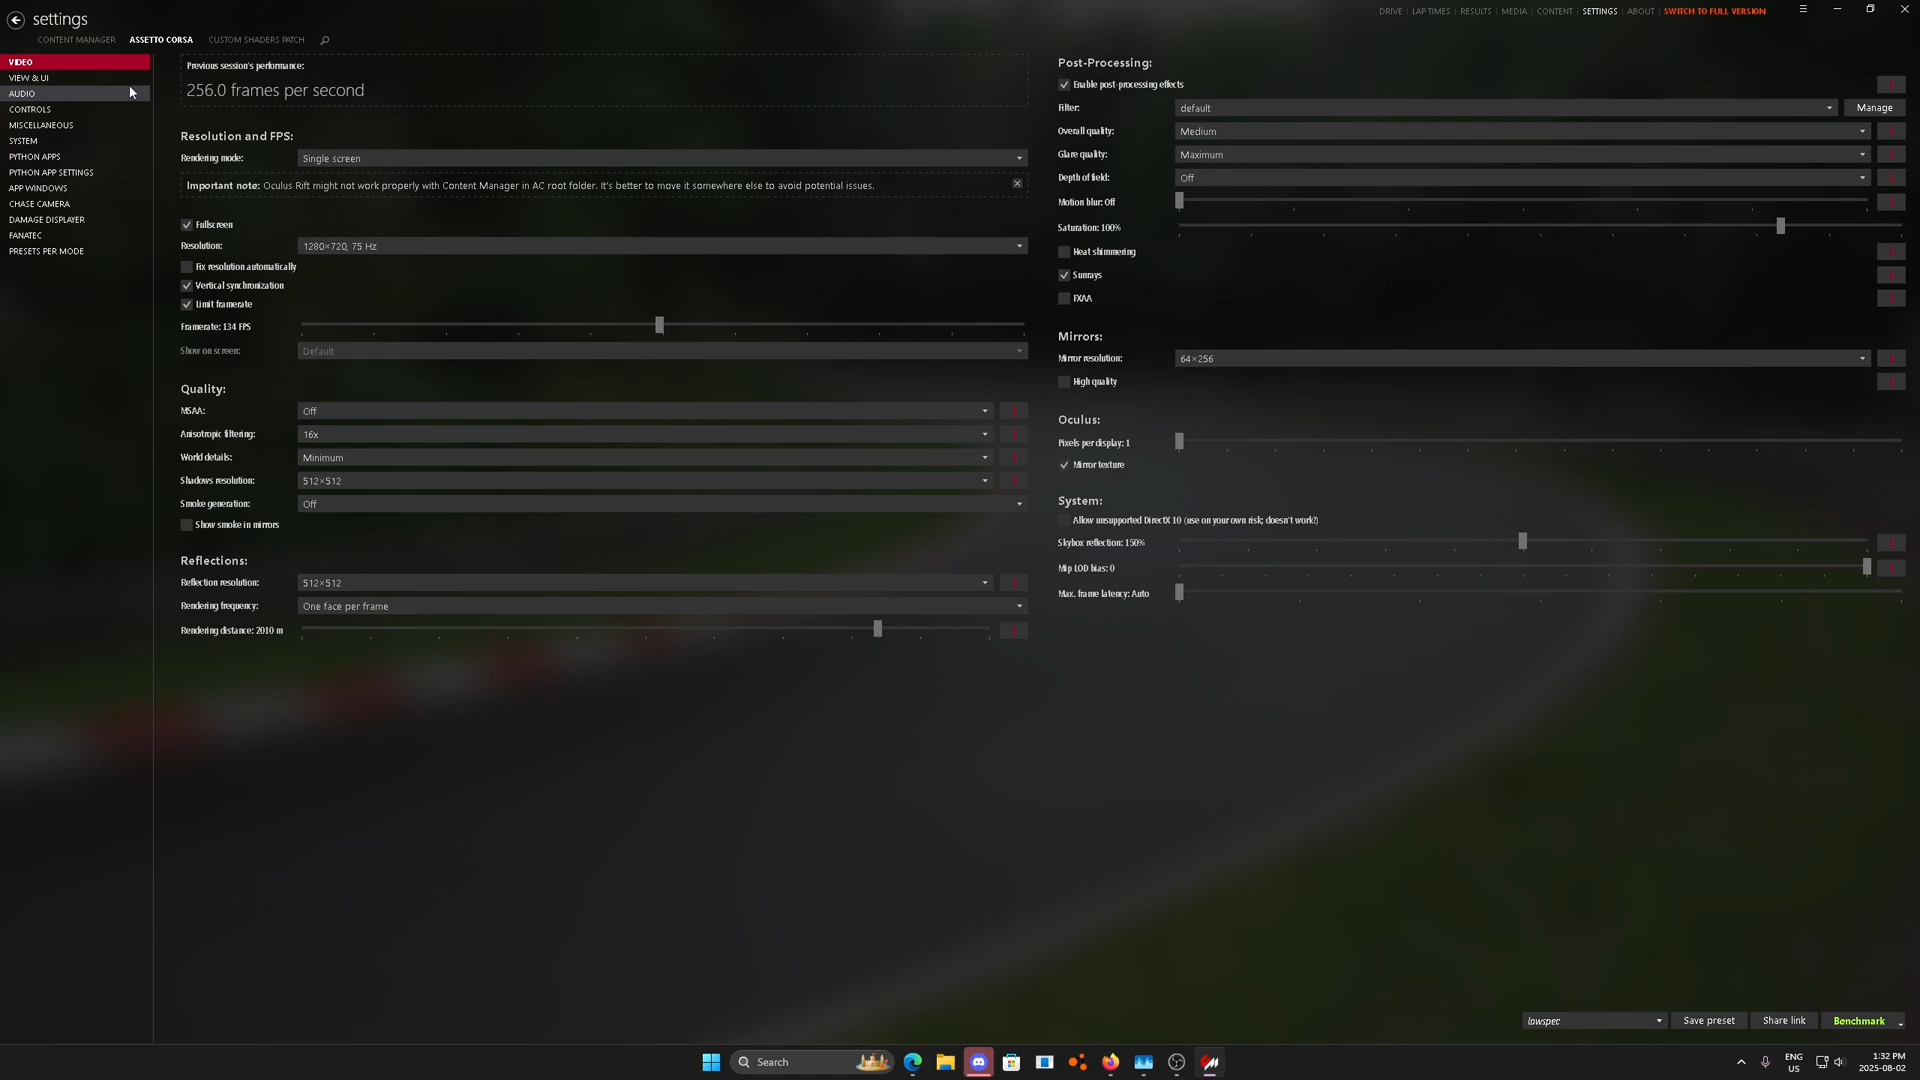 settings
DRIVE | LAP TIMES | RESULTS | MEDIA | CONTENT | SETTINGS | ABOUT | SWITCH TO FULL VERSION
CONTENT MANAGER ASSETTO CORSA CUSTOM SHADERS PATCH
VIDEO
VIEW & UI
AUDIO
CONTROLS
MISCELLANEOUS
SYSTEM
PYTHON APPS
PYTHON APP SETTINGS
APP WINDOWS
CHASE CAMERA
DAMAGE DISPLAYER
FANATEC
PRESETS PER MODE
Previous session's performance:
256.0 frames per second
Resolution and FPS:
Rendering mode: Single screen
Important note: Oculus Rift might not work properly with Content Manager in AC root folder. It's better to move it somewhere else to avoid potential issues.
Fullscreen
Resolution: 1280×720, 75 Hz
Fix resolution automatically
Vertical synchronization
Limit framerate
Framerate: 134 FPS
Show on screen: Default
Quality:
MSAA: Off
Anisotropic filtering: 16x
World details: Minimum
Shadows resolution: 512×512
Smoke generation: Off
Show smoke in mirrors
Reflections:
Reflection resolution: 512×512
Rendering frequency: One face per frame
Rendering distance: 2010 m
Post-Processing:
Enable post-processing effects
Filter: default Manage
Overall quality: Medium
Glare quality: Maximum
Depth of field: Off
Motion blur: Off
Saturation: 100%
Heat shimmering
Sunrays
FXAA
Mirrors:
Mirror resolution: 64×256
High quality
Oculus:
Pixels per display: 1
Mirror texture
System:
Allow unsupported DirectX 10 (use on your own risk; doesn't work?)
Skybox reflection: 150%
Mip LOD bias: 0
Max. frame latency: Auto
lowspec Save preset Share link Benchmark
Search
ENG
US
1:32 PM
2025-08-02